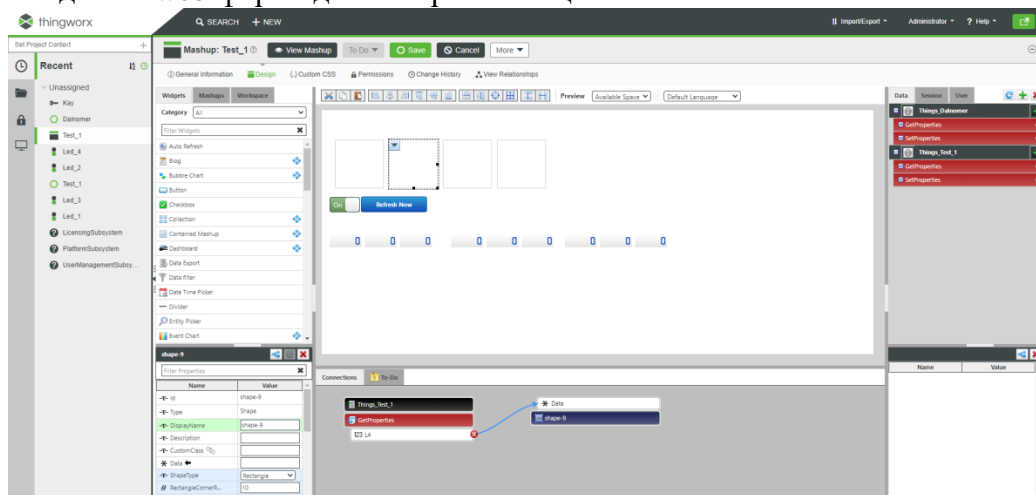 thingworx
SEARCH + NEW
Import/Export
Administrator
? Help
Set Project Context +
Recent
Unassigned
Kay
Dalnomer
Test_1
Led_4
Led_2
Test_1
Led_3
Led_1
LicensingSubsystem
PlatformSubsystem
UserManagementSubsy...
Mashup: Test_1
View Mashup
To Do
Save
Cancel
More
General Information
Design
Custom CSS
Permissions
Change History
View Relationships
Widgets Mashups Workspace
Category All
Filter Widgets
Auto Refresh
Blog
Bubble Chart
Button
Checkbox
Collection
Contained Mashup
Dashboard
Data Export
Data filter
Date Time Picker
Divider
Entity Picker
Event Chart
Preview Available Space Default Language
On Refresh Now
0 0 0 0 0 0 0 0 0
shape-9
Filter Properties
Name Value
Id shape-9
Type Shape
DisplayName shape-9
Description
CustomClass
Data
ShapeType Rectangle
RectangleCornerR... 10
Connections To-Do
Things_Test_1
GetProperties
123 L4
Data
shape-9
Data Session User
Things_Dalnomer
GetProperties
SetProperties
Things_Test_1
GetProperties
SetProperties
Name Value